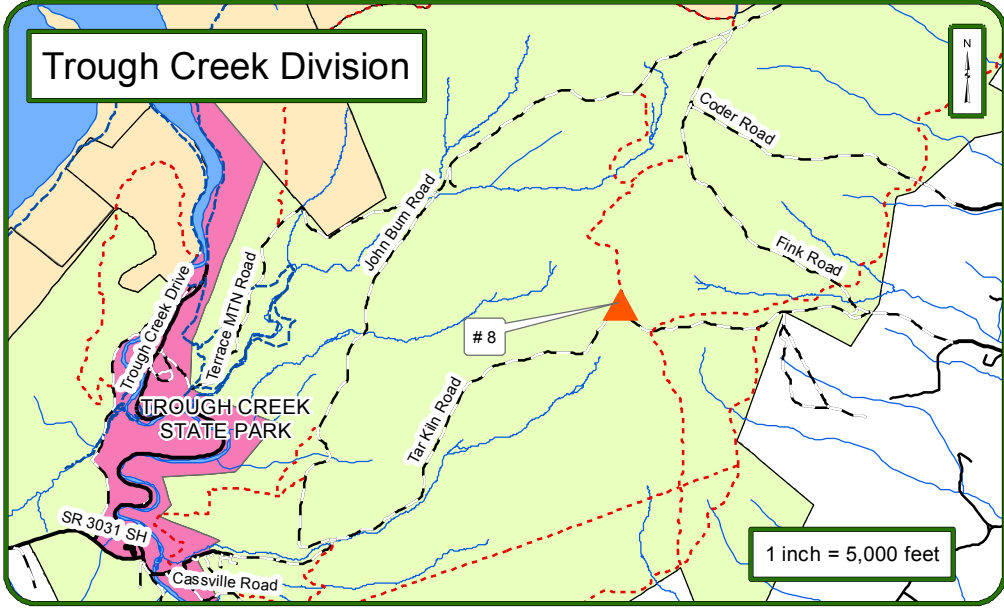 Trough Creek Division
N
Coder Road
John Bum Road
Fink Road
Terrace MTN Road
Trough Creek Drive
# 8
TROUGH CREEK
STATE PARK
Tar Kiln Road
SR 3031 SH
Cassville Road
1 inch = 5,000 feet